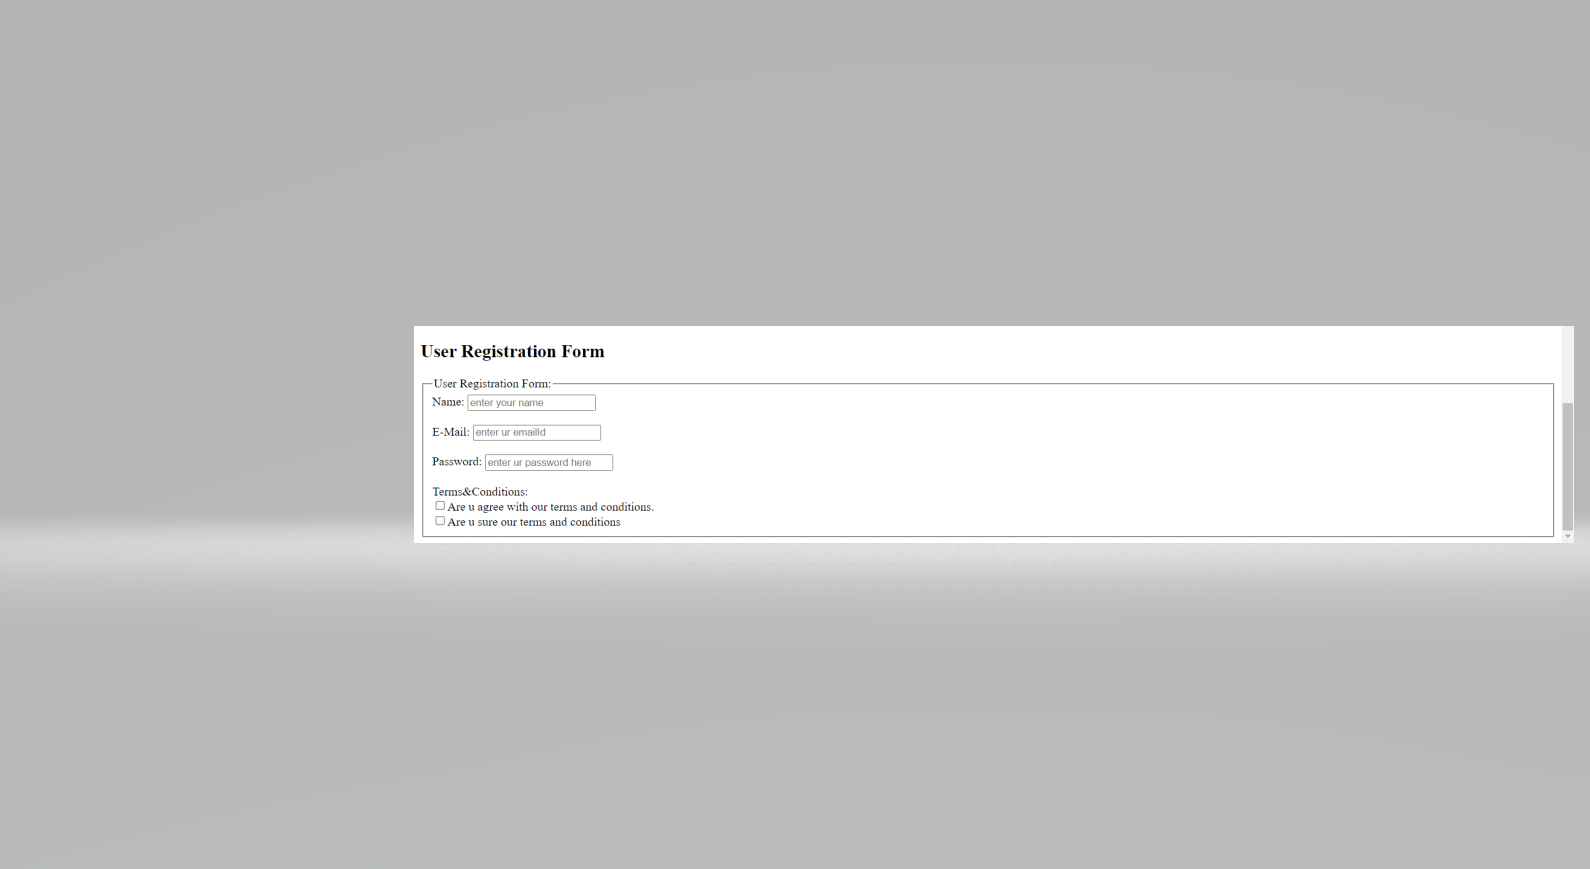 User Registration Form
User Registration Form:
Name: enter your name
E-Mail: enter ur emailId
Password: enter ur password here
Terms&Conditions:
Are u agree with our terms and conditions.
Are u sure our terms and conditions